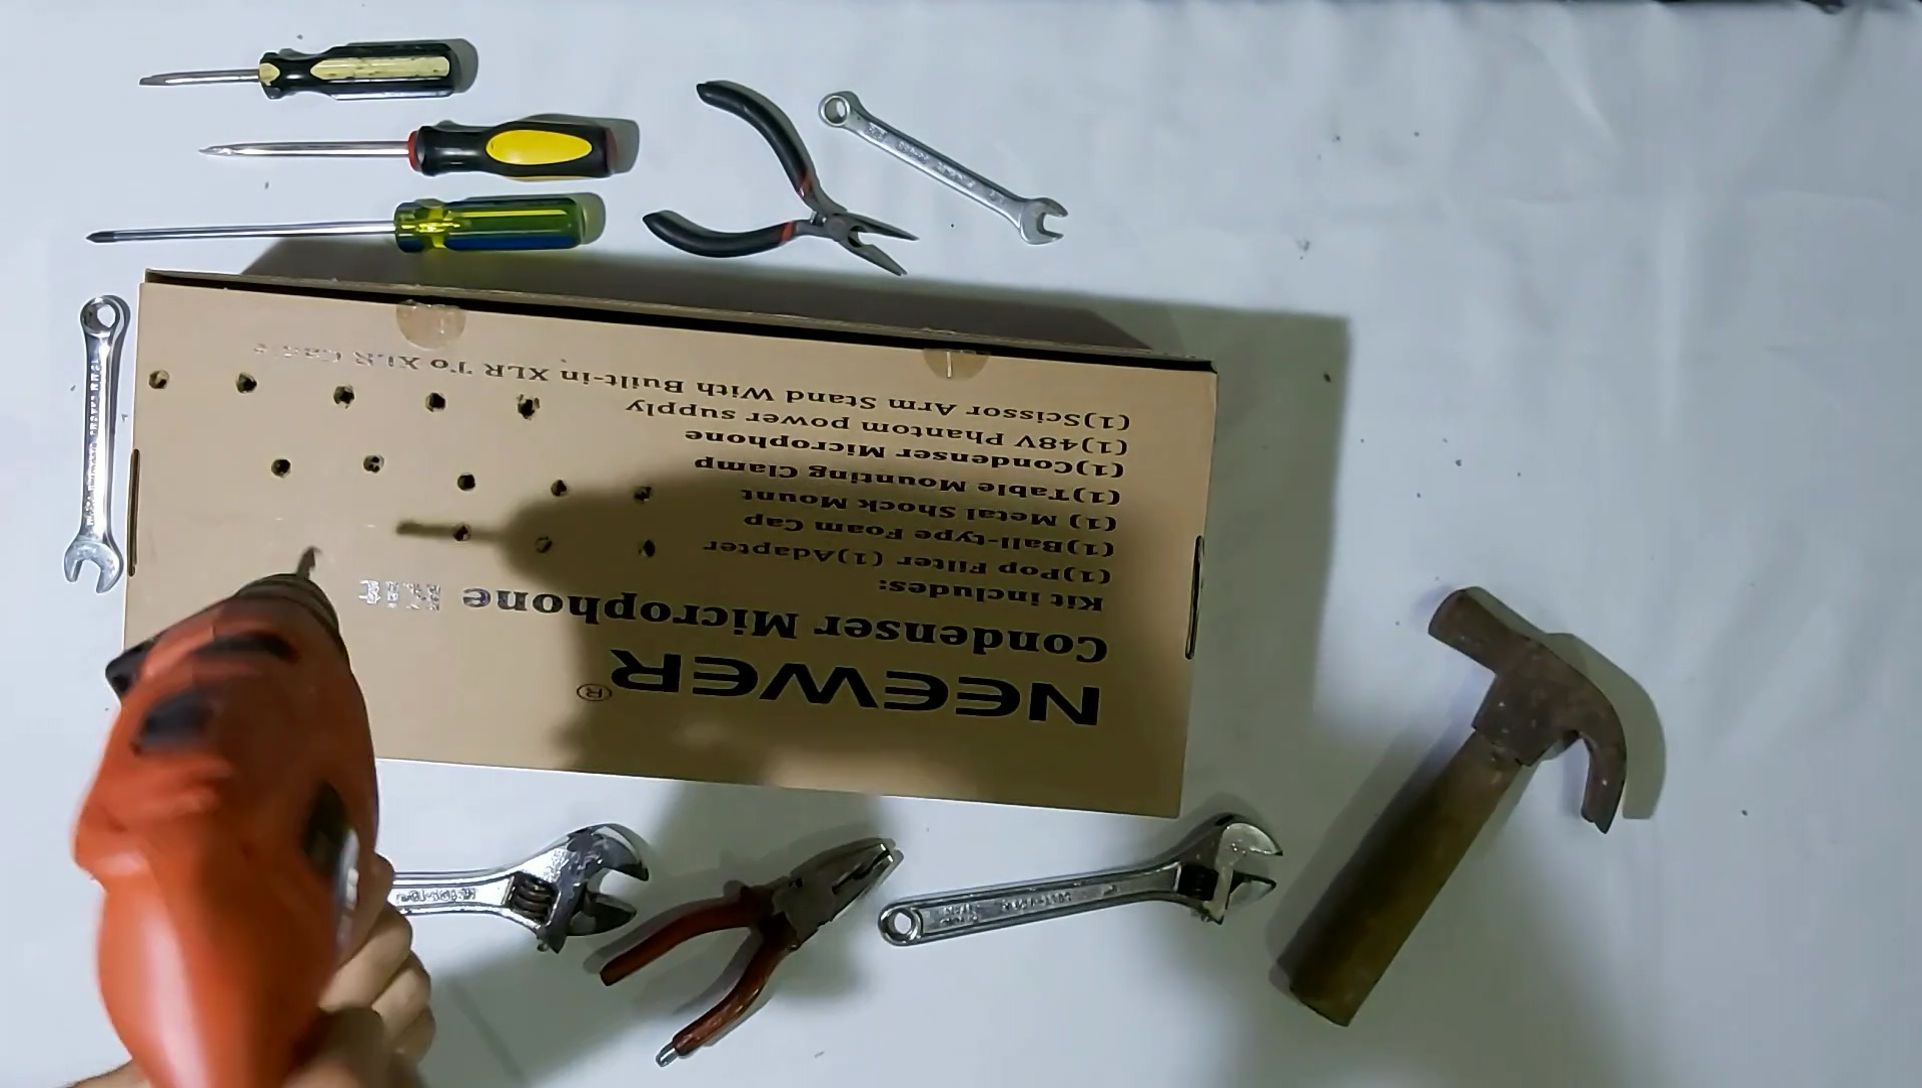 NEEWER®
Condenser Microphone Kit
Kit includes:
(1)Pop Filter (1)Adapter
(1)Ball-type Foam Cap
(1) Metal Shock Mount
(1)Table Mounting Clamp
(1)Condenser Microphone
(1)48V Phantom power supply
(1)Scissor Arm Stand With Built-in XLR To XLR Cable